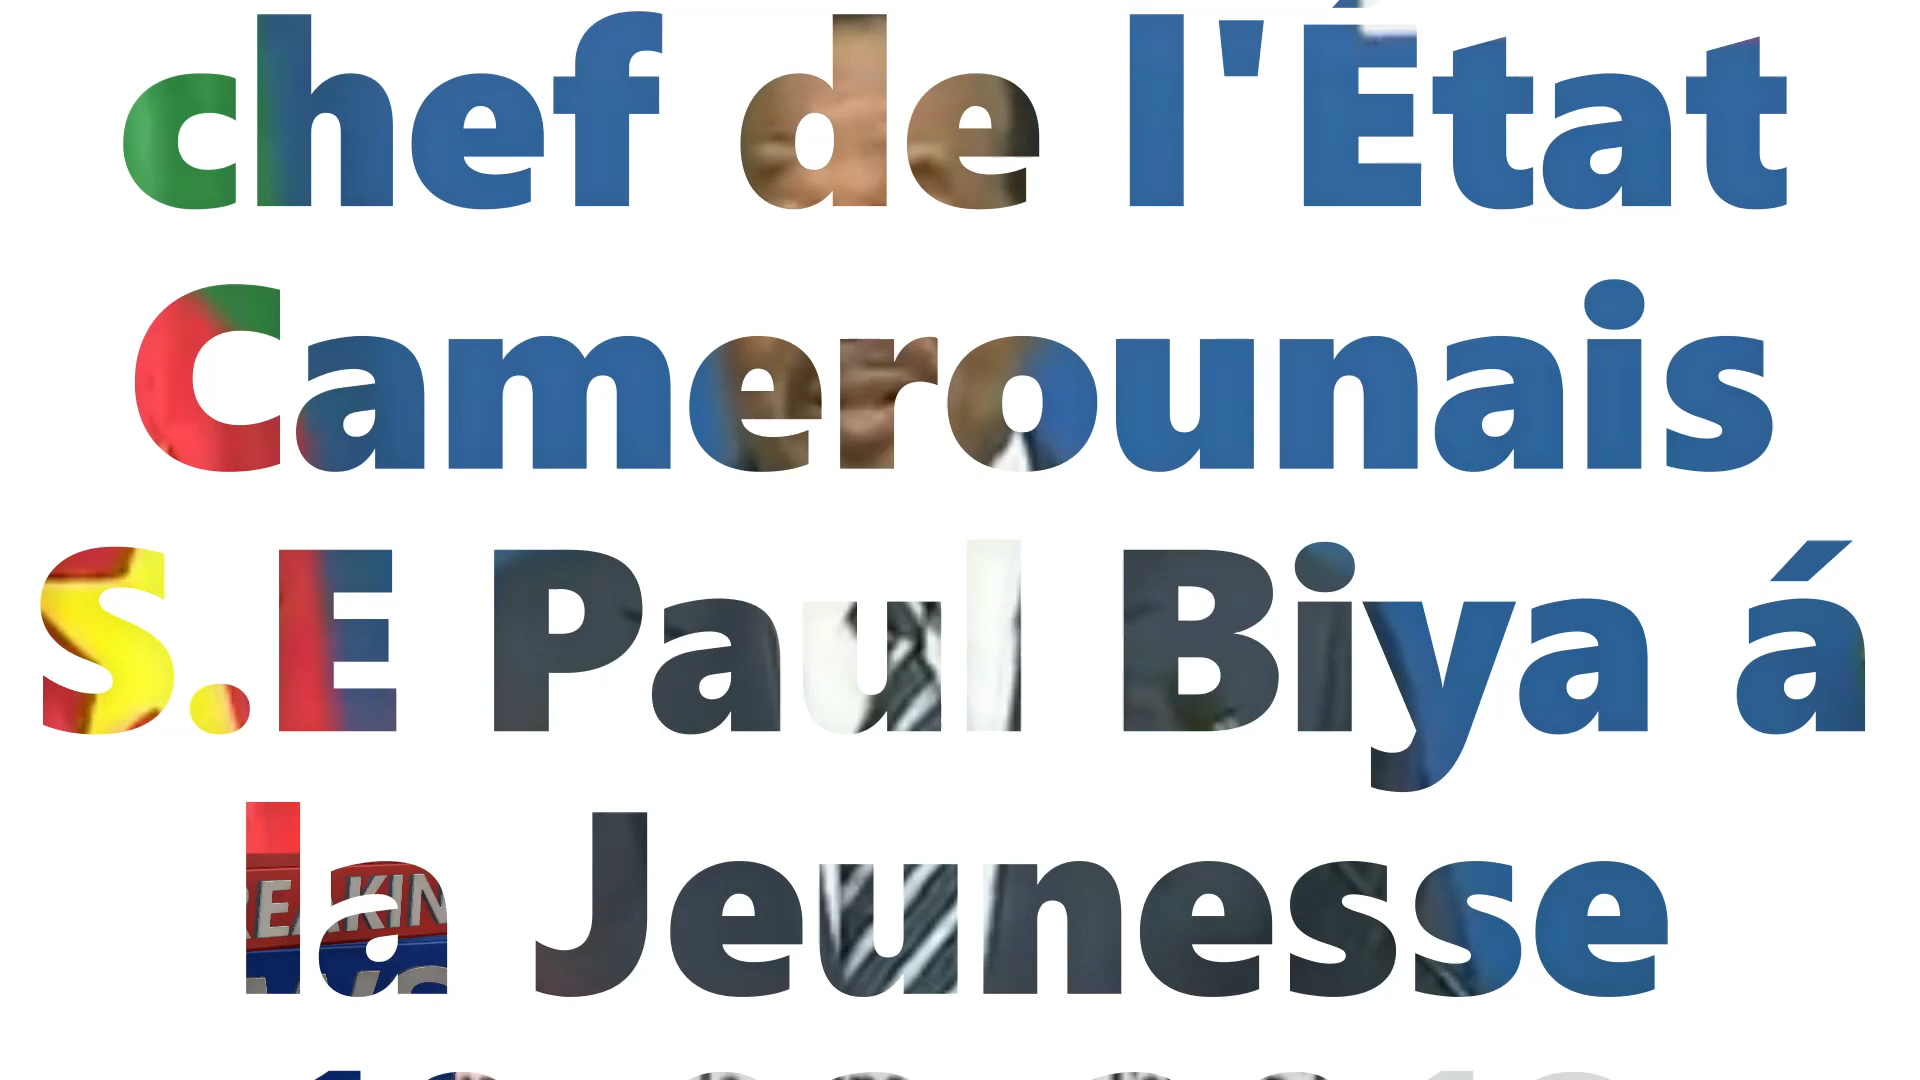 chef de l'État
Camerounais
S.E Paul Biya á
la Jeunesse